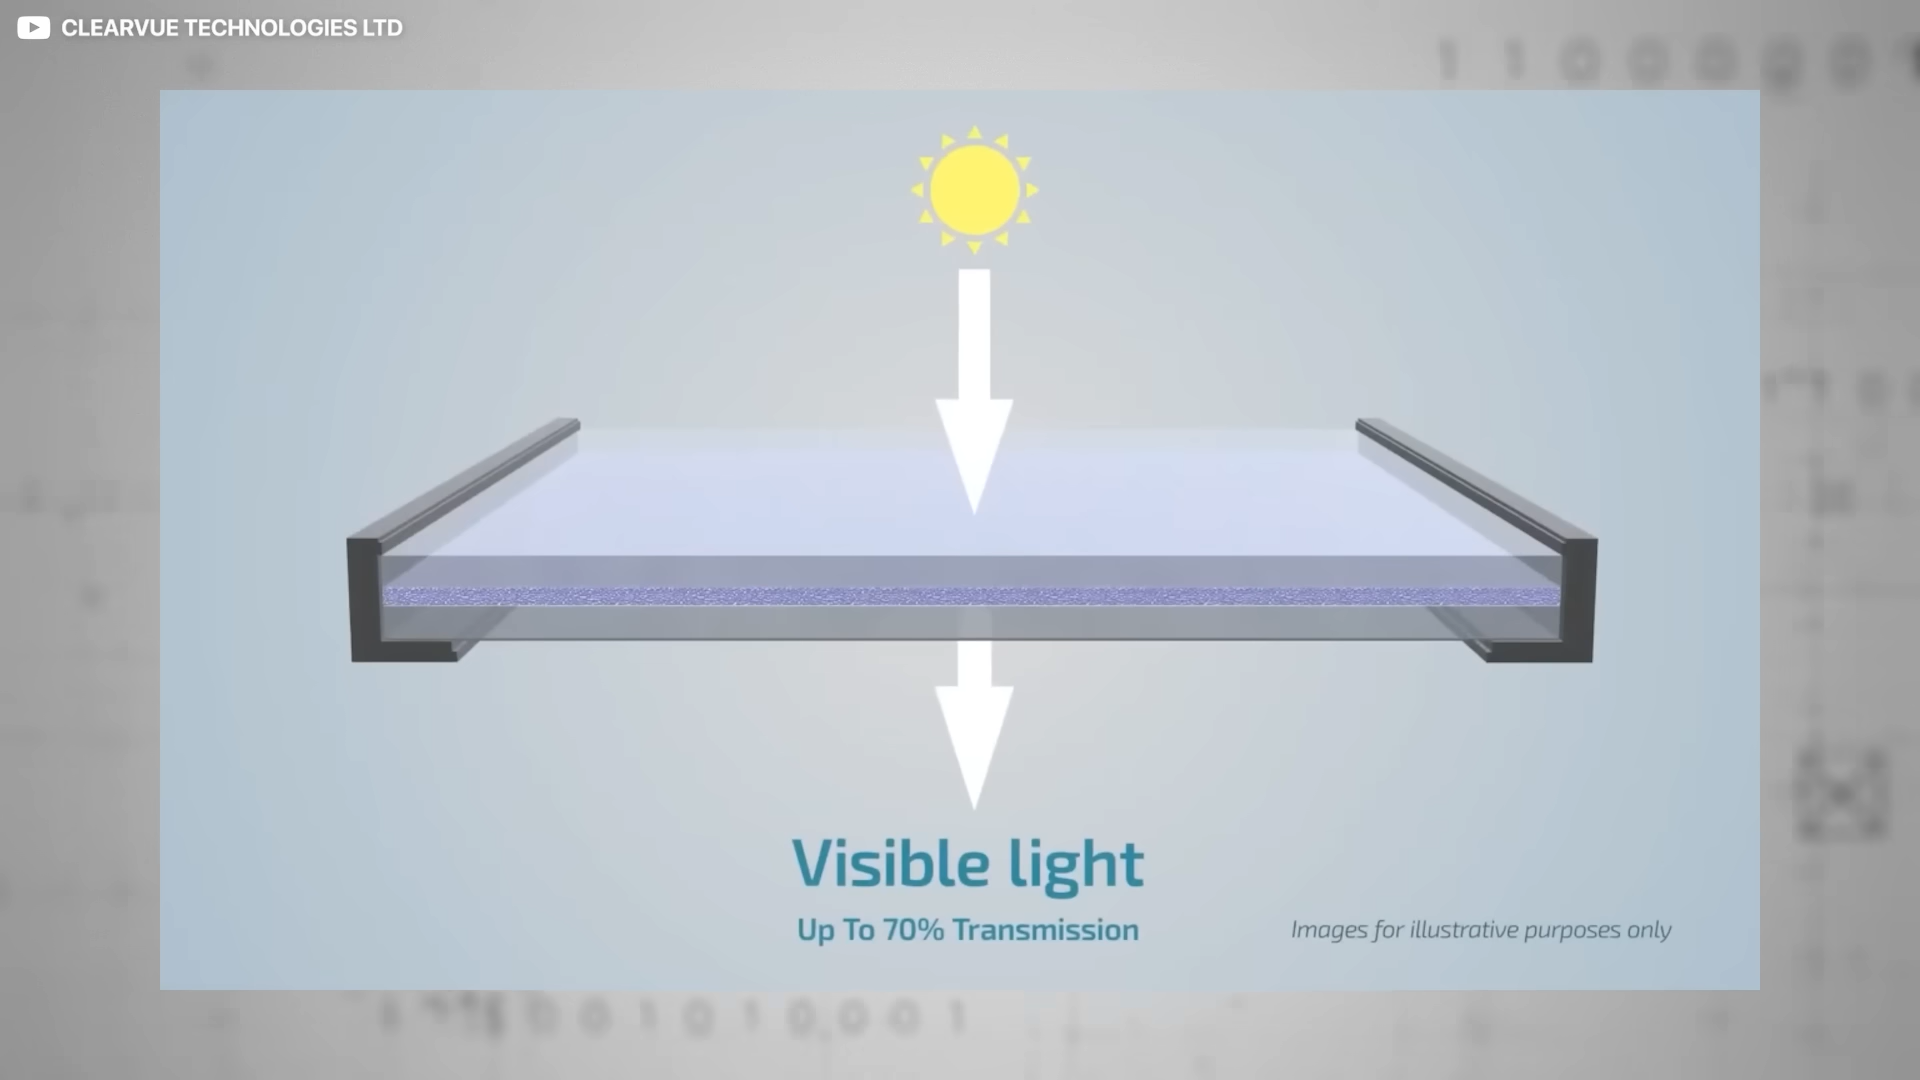 CLEARVUE TECHNOLOGIES LTD
Visible light
Up To 70% Transmission
Images for illustrative purposes only